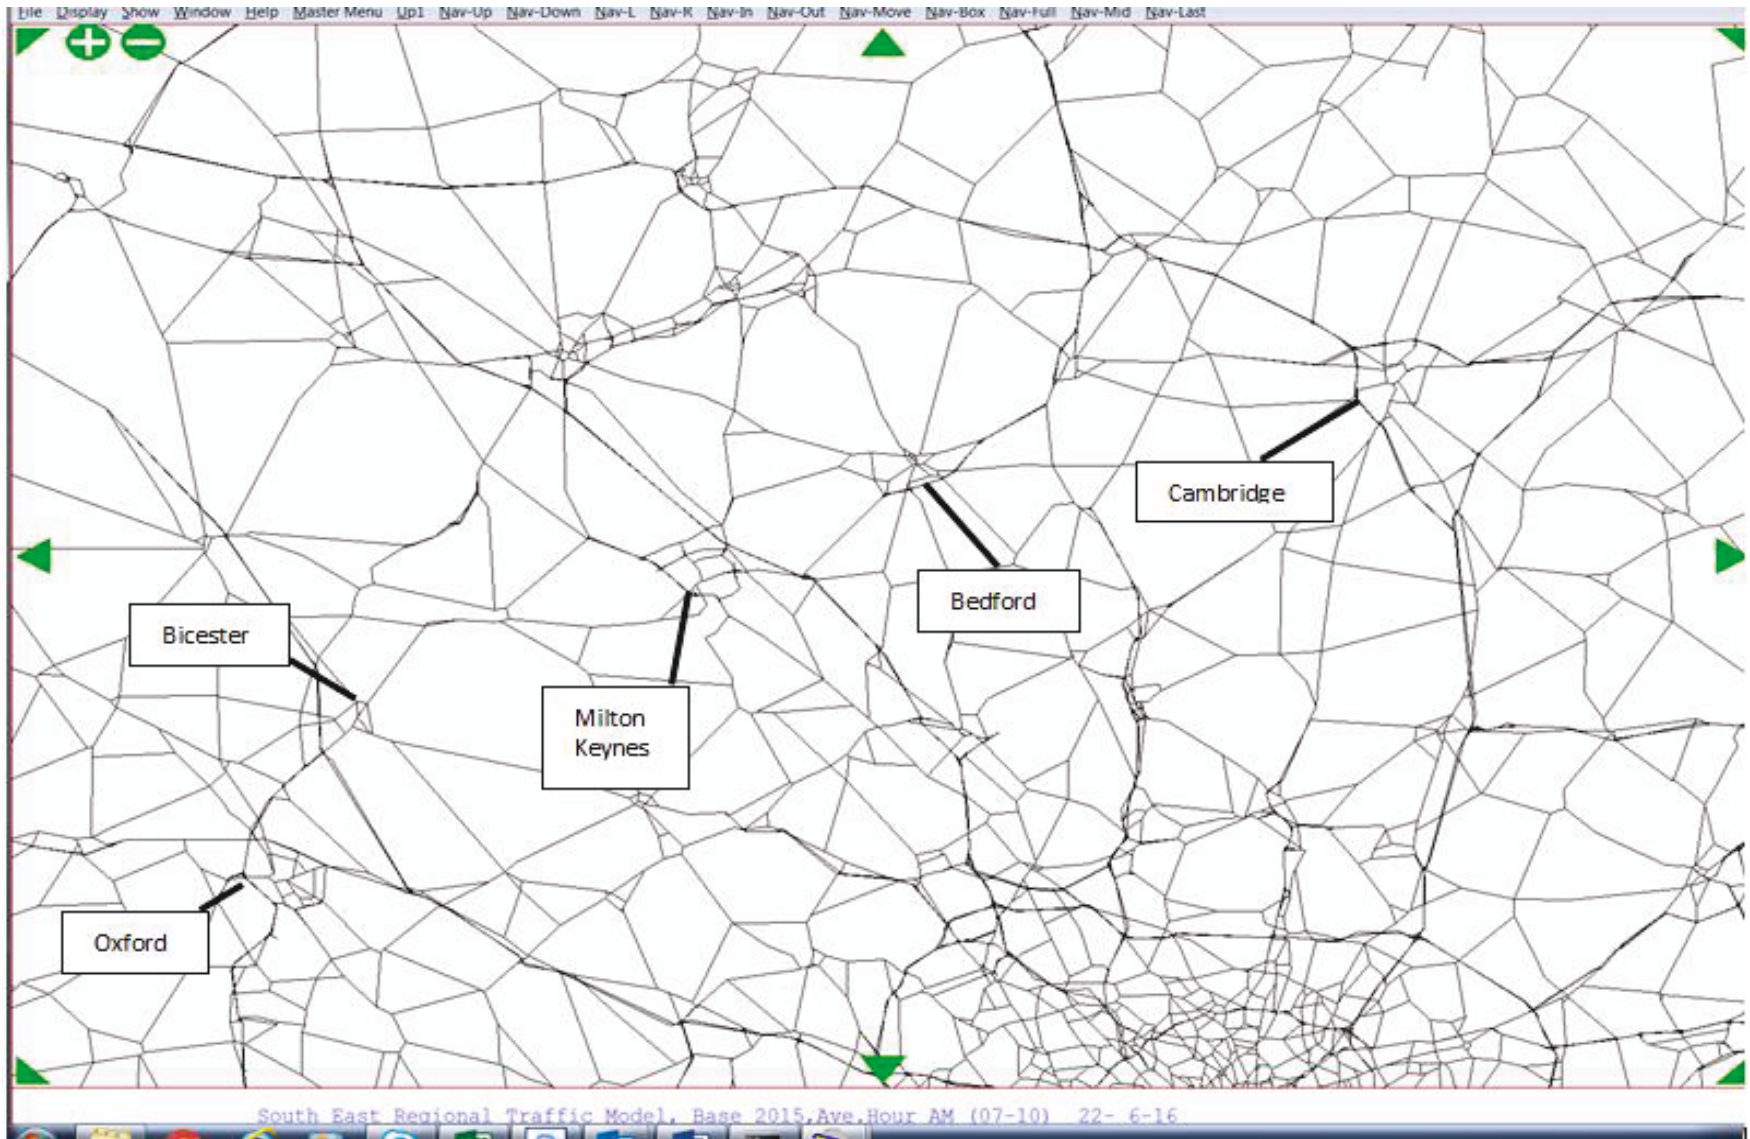 File Display Show Window Help Master Menu Up1 Nav-Up Nav-Down Nav-L Nav-R Nav-In Nav-Out Nav-Move Nav-Box Nav-Full Nav-Mid Nav-Last
Cambridge
Bedford
Bicester
Milton
Keynes
Oxford
South East Regional Traffic Model, Base 2015,Ave.Hour AM (07-10) 22- 6-16